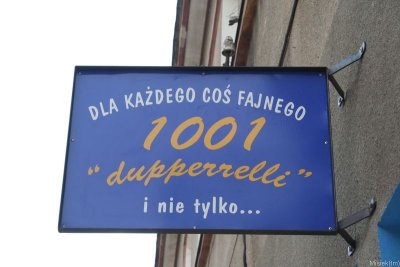 DLA KAŻDEGO COŚ FAJNEGO
1001
"dupperrelli"
i nie tylko...